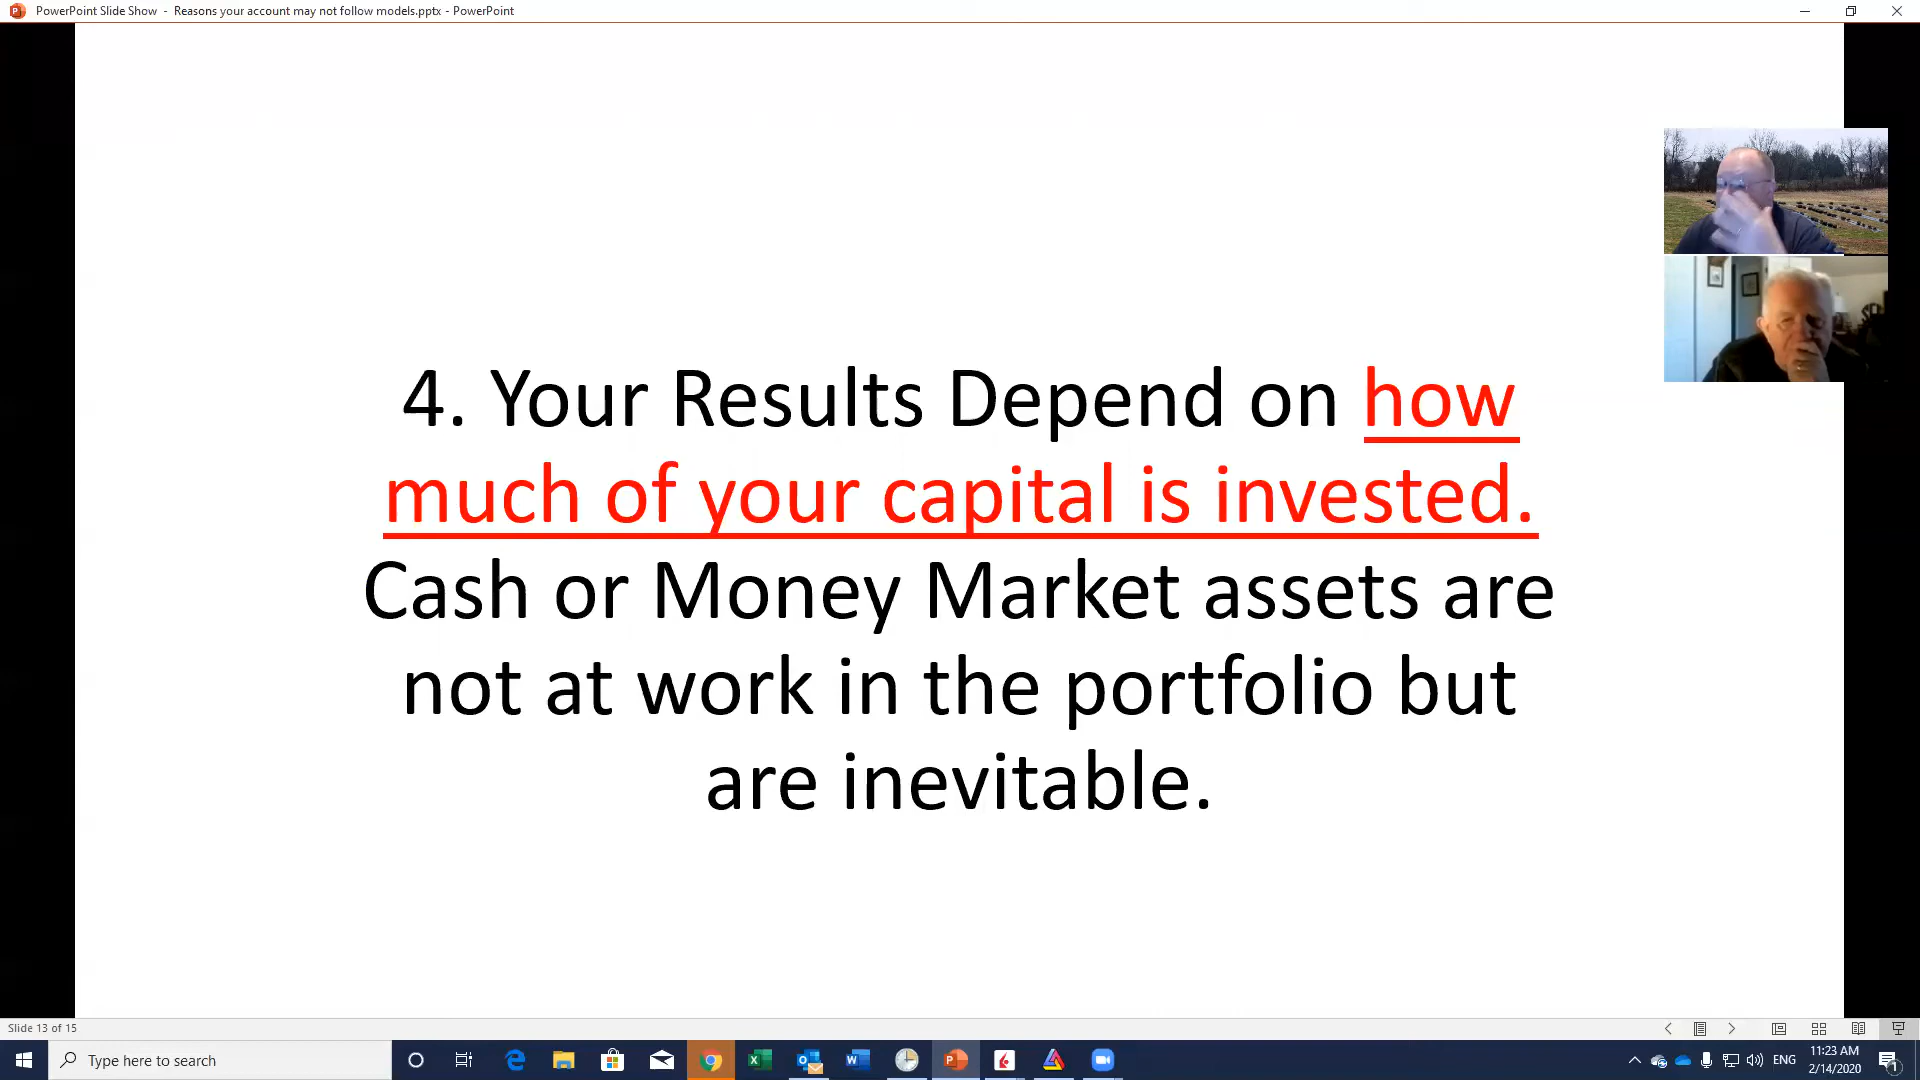 PowerPoint Slide Show - Reasons your account may not follow models.pptx - PowerPoint
4. Your Results Depend on how
much of your capital is invested.
Cash or Money Market assets are
not at work in the portfolio but
are inevitable.
Slide 13 of 15
Type here to search
ENG
11:23 AM
2/14/2020
1